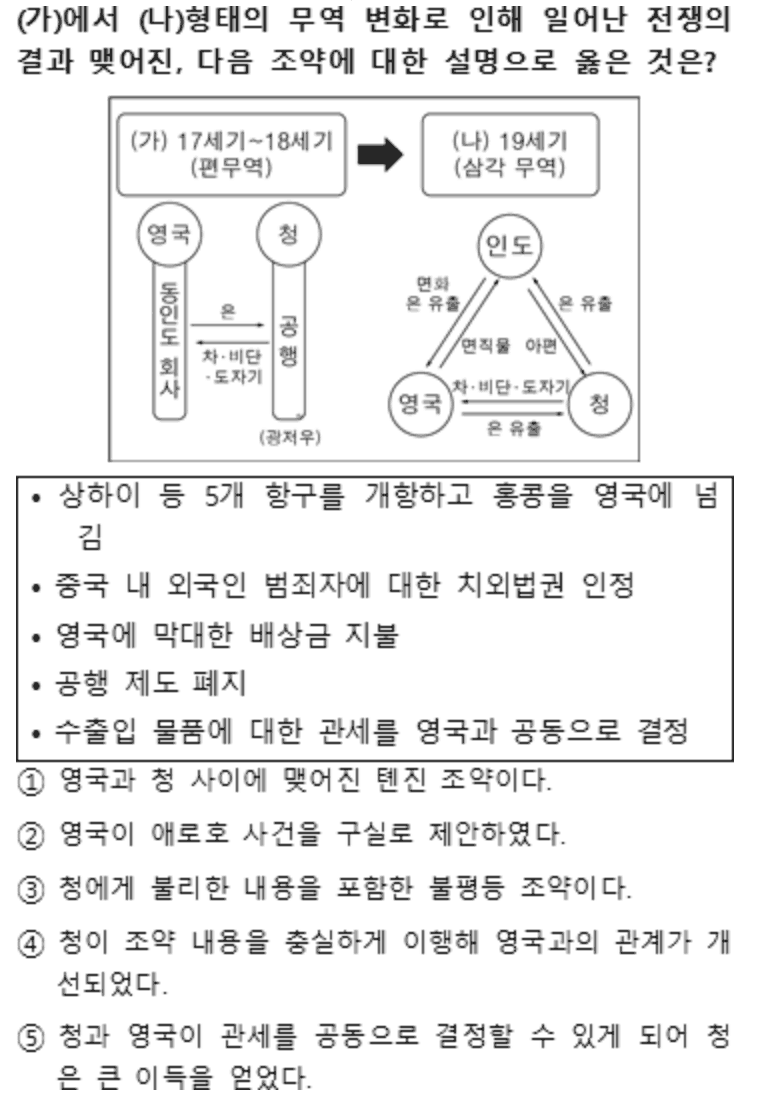 (가)에서 (나)형태의 무역 변화로 인해 일어난 전쟁의
결과 맺어진, 다음 조약에 대한 설명으로 옳은 것은?
(가) 17세기~18세기
(편무역)
(나) 19세기
(삼각 무역)
영국
청
동인도 회사
은
차·비단
·도자기
공행
(광저우)
인도
면화
은 유출
은 유출
면직물
아편
영국
차·비단·도자기
청
은 유출
• 상하이 등 5개 항구를 개항하고 홍콩을 영국에 넘
김
• 중국 내 외국인 범죄자에 대한 치외법권 인정
• 영국에 막대한 배상금 지불
• 공행 제도 폐지
• 수출입 물품에 대한 관세를 영국과 공동으로 결정
① 영국과 청 사이에 맺어진 톈진 조약이다.
② 영국이 애로호 사건을 구실로 제안하였다.
③ 청에게 불리한 내용을 포함한 불평등 조약이다.
④ 청이 조약 내용을 충실하게 이행해 영국과의 관계가 개
선되었다.
⑤ 청과 영국이 관세를 공동으로 결정할 수 있게 되어 청
은 큰 이득을 얻었다.